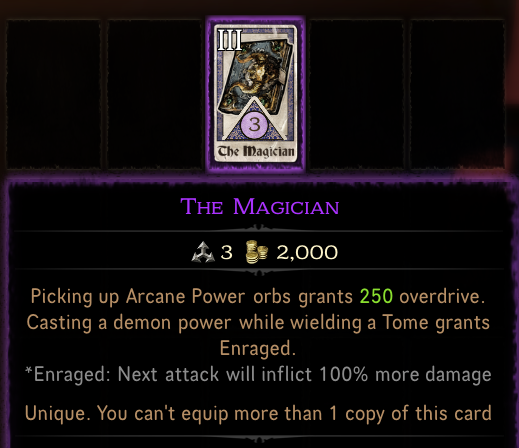 III
3
The Magician
THE MAGICIAN
3 2,000
Picking up Arcane Power orbs grants 250 overdrive.
Casting a demon power while wielding a Tome grants
Enraged.
*Enraged: Next attack will inflict 100% more damage
Unique. You can't equip more than 1 copy of this card